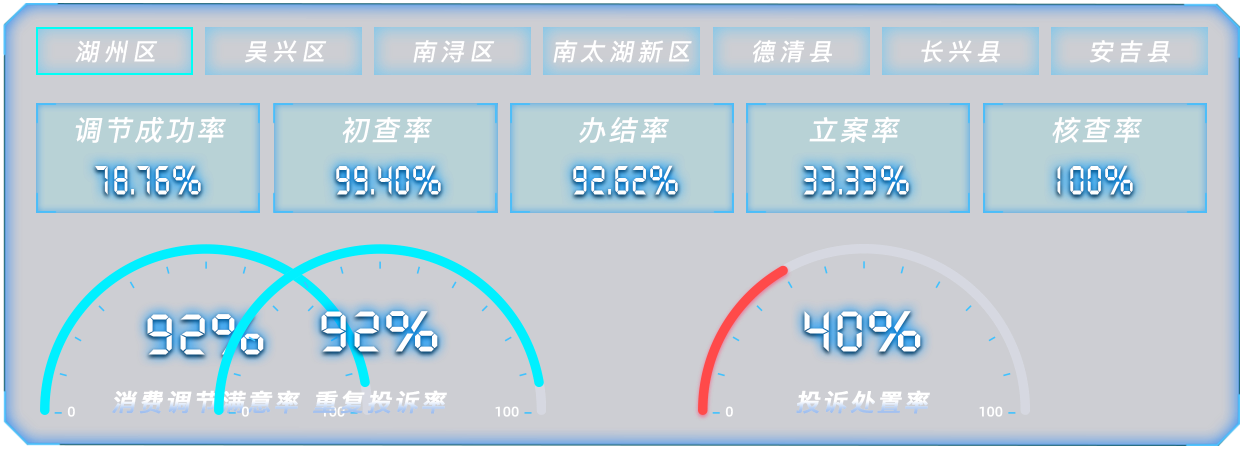 湖州区 吴兴区 南浔区 南太湖新区 德清县 长兴县 安吉县
调节成功率 初查率 办结率 立案率 核查率
78.76% 99.40% 92.62% 33.33% 100%
92% 92% 40%
消费调节满意率 重复投诉率 投诉处置率
0 0 100 100 0 100